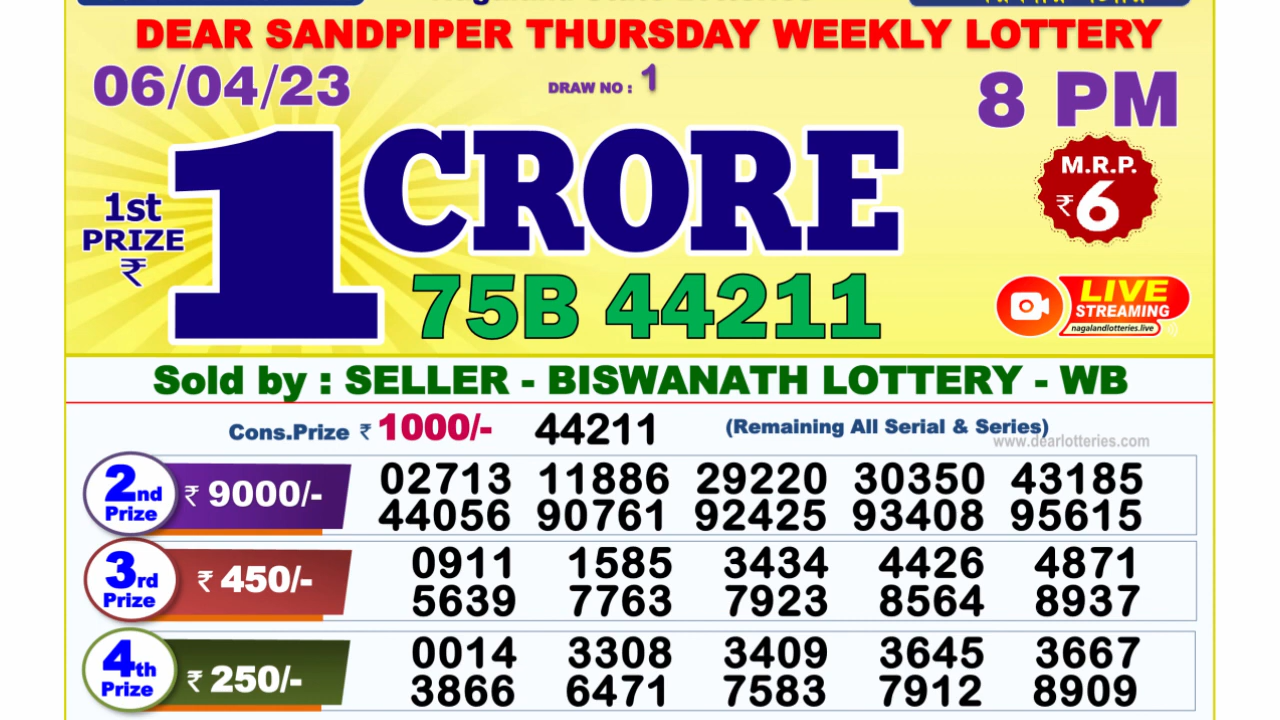 DEAR SANDPIPER THURSDAY WEEKLY LOTTERY
06/04/23
DRAW NO : 1
8 PM
1st
PRIZE
₹
1 CRORE
M.R.P.
₹6
75B 44211
LIVE
STREAMING
nagalandlotteries.live
Sold by : SELLER - BISWANATH LOTTERY - WB
Cons.Prize ₹ 1000/- 44211 (Remaining All Serial & Series)
www.dearlotteries.com
2nd Prize ₹ 9000/-
02713 11886 29220 30350 43185
44056 90761 92425 93408 95615
3rd Prize ₹ 450/-
0911 1585 3434 4426 4871
5639 7763 7923 8564 8937
4th Prize ₹ 250/-
0014 3308 3409 3645 3667
3866 6471 7583 7912 8909